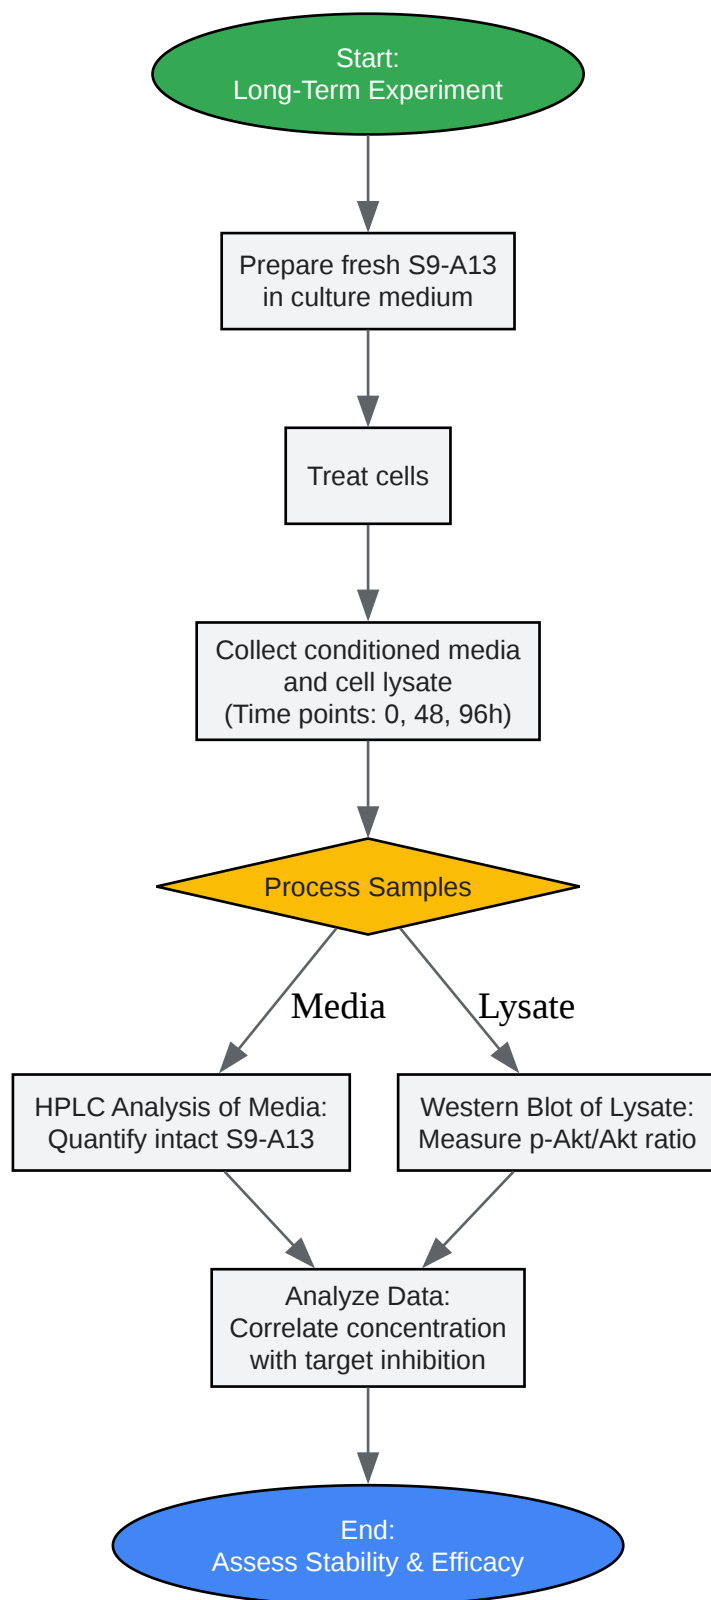 Start:
Long-Term Experiment
Prepare fresh S9-A13
in culture medium
Treat cells
Collect conditioned media
and cell lysate
(Time points: 0, 48, 96h)
Process Samples
Media
Lysate
HPLC Analysis of Media:
Quantify intact S9-A13
Western Blot of Lysate:
Measure p-Akt/Akt ratio
Analyze Data:
Correlate concentration
with target inhibition
End:
Assess Stability & Efficacy